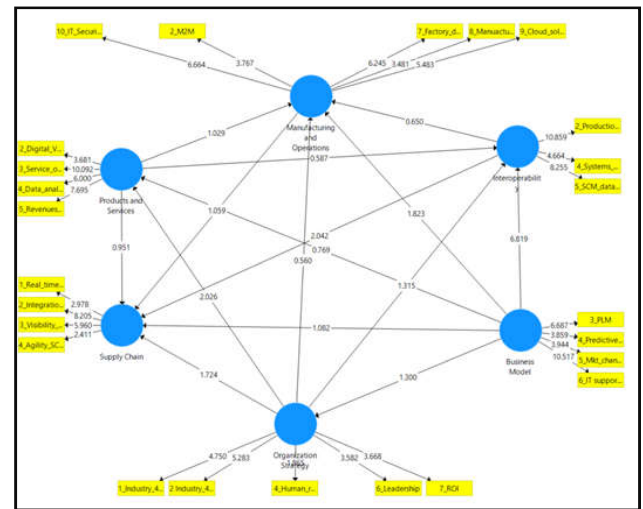 10_IT_Securi...
2_M2M
7_Factory_d...
8_Manuactu...
9_Cloud_sol...
6.664
3.767
6.245
3.481
5.483
Manufacturing
and
Operations
1.029
0.650
0.587
2_Digital_V...
3_Service_o...
4_Data_anal...
5_Revenues...
3.681
10.092
6.000
7.695
Products and
Services
2_Productio...
4_Systems_...
5_SCM_data...
10.859
4.664
8.255
Interoperabilit
y
1.059
1.823
2.042
0.769
0.951
2.026
0.560
1.315
6.819
1_Real_time...
2_Integratio...
3_Visibility_...
4_Agility_SC...
2.978
8.205
5.960
2.411
Supply Chain
1.082
3_PLM
4_Predictive...
5_Mkt_chan...
6_IT suppor...
6.687
3.859
3.944
10.517
Business
Model
1.724
1.300
Organization
Strategy
4.750
5.283
3.582
3.668
1_Industry_4...
2 Industry_4...
4_Human_r...
6_Leadership
7_ROI